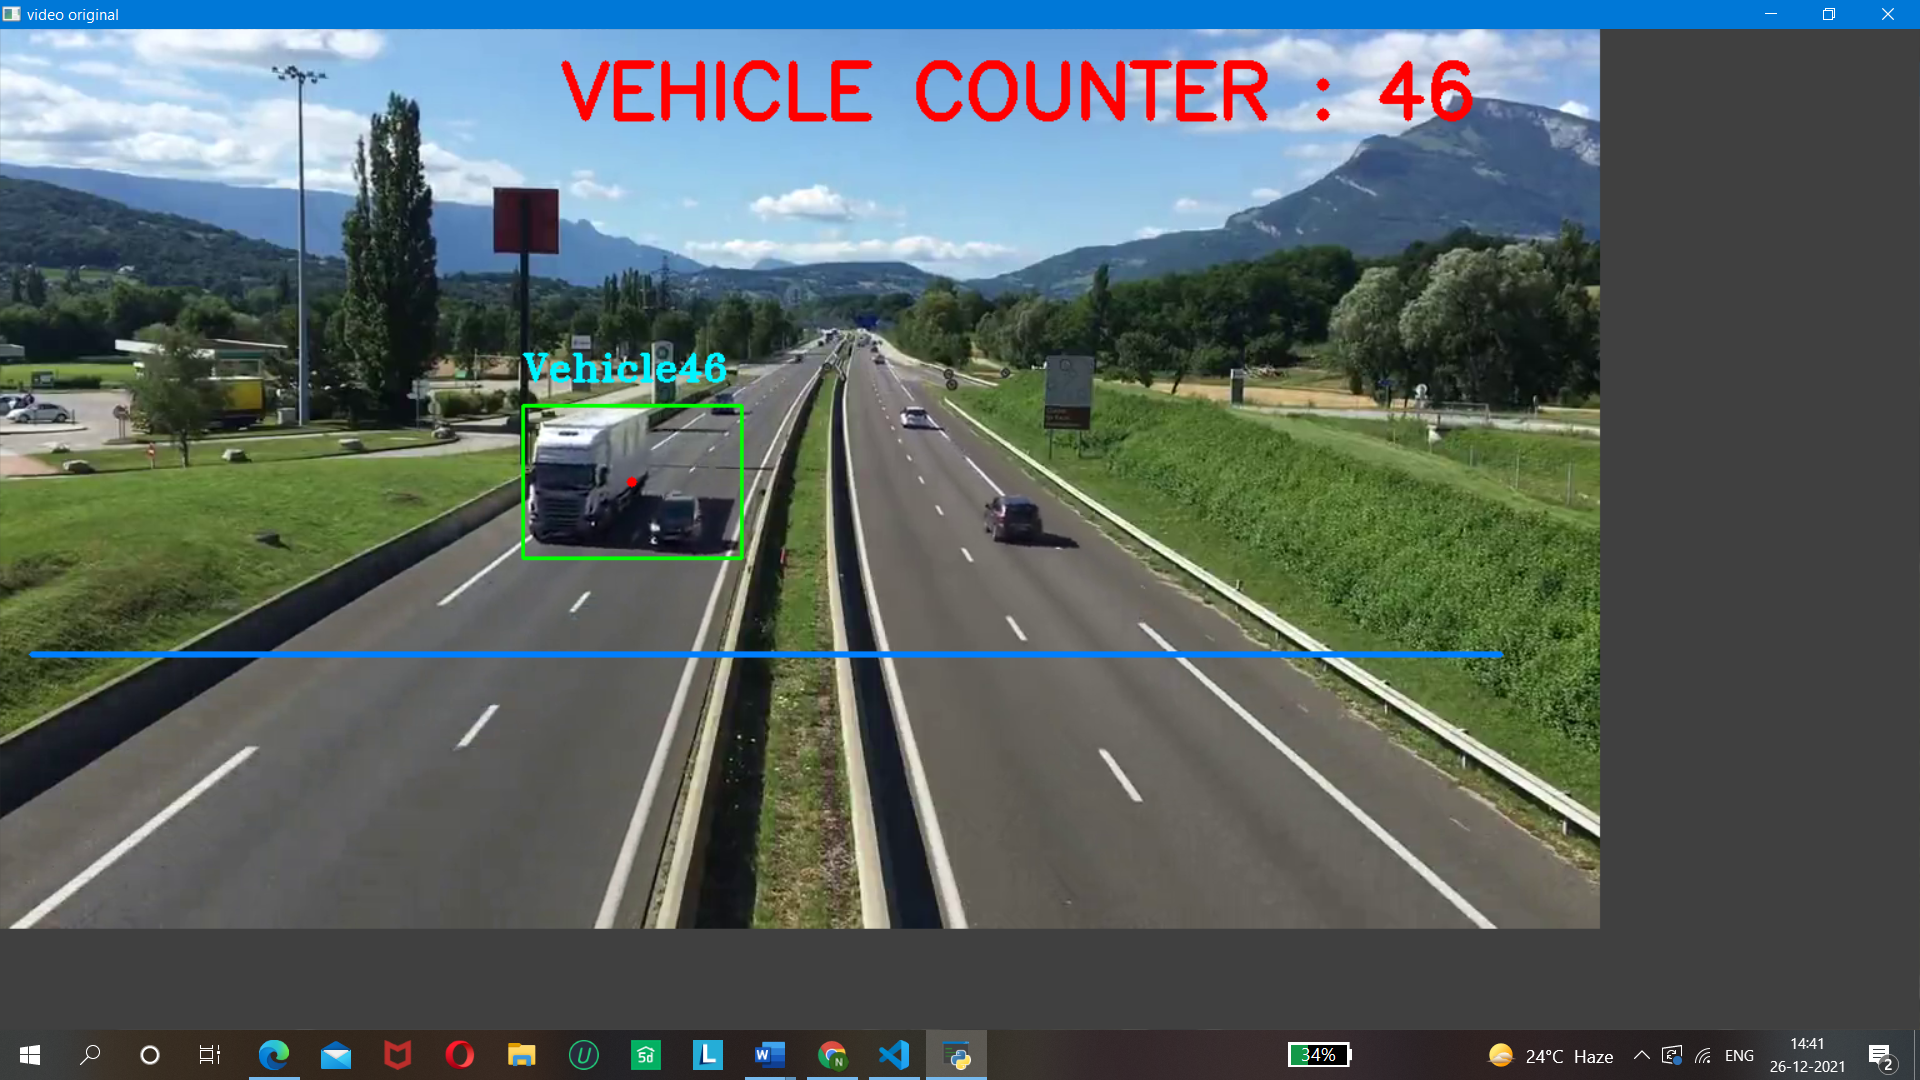 video original
VEHICLE COUNTER : 46
Vehicle46
34%
24°C Haze
ENG
14:41
26-12-2021
2